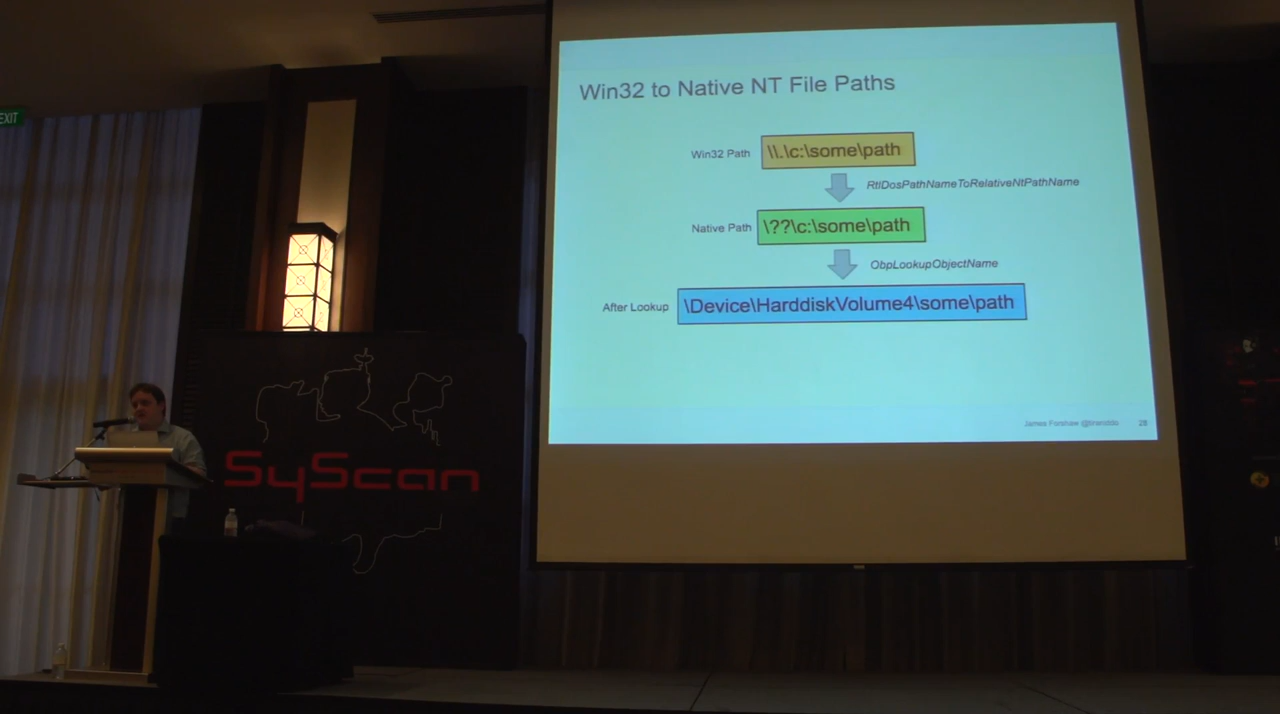 EXIT
Win32 to Native NT File Paths
Win32 Path \\.\c:\some\path
RtlDosPathNameToRelativeNtPathName
Native Path \??\c:\some\path
ObpLookupObjectName
After Lookup \Device\HarddiskVolume4\some\path
James Forshaw @tiraniddo 28
SyScan